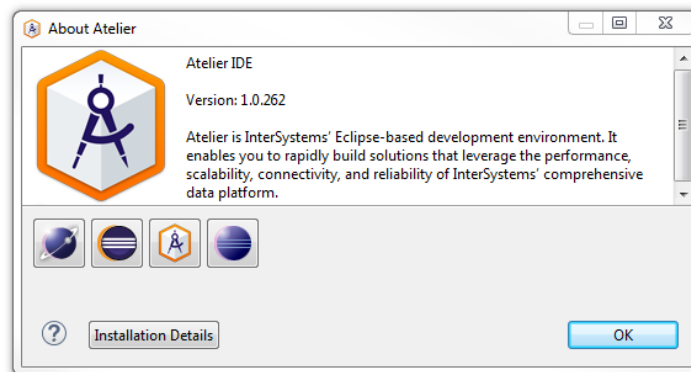 About Atelier
Atelier IDE
Version: 1.0.262
Atelier is InterSystems' Eclipse-based development environment. It
enables you to rapidly build solutions that leverage the performance,
scalability, connectivity, and reliability of InterSystems' comprehensive
data platform.
?
Installation Details
OK